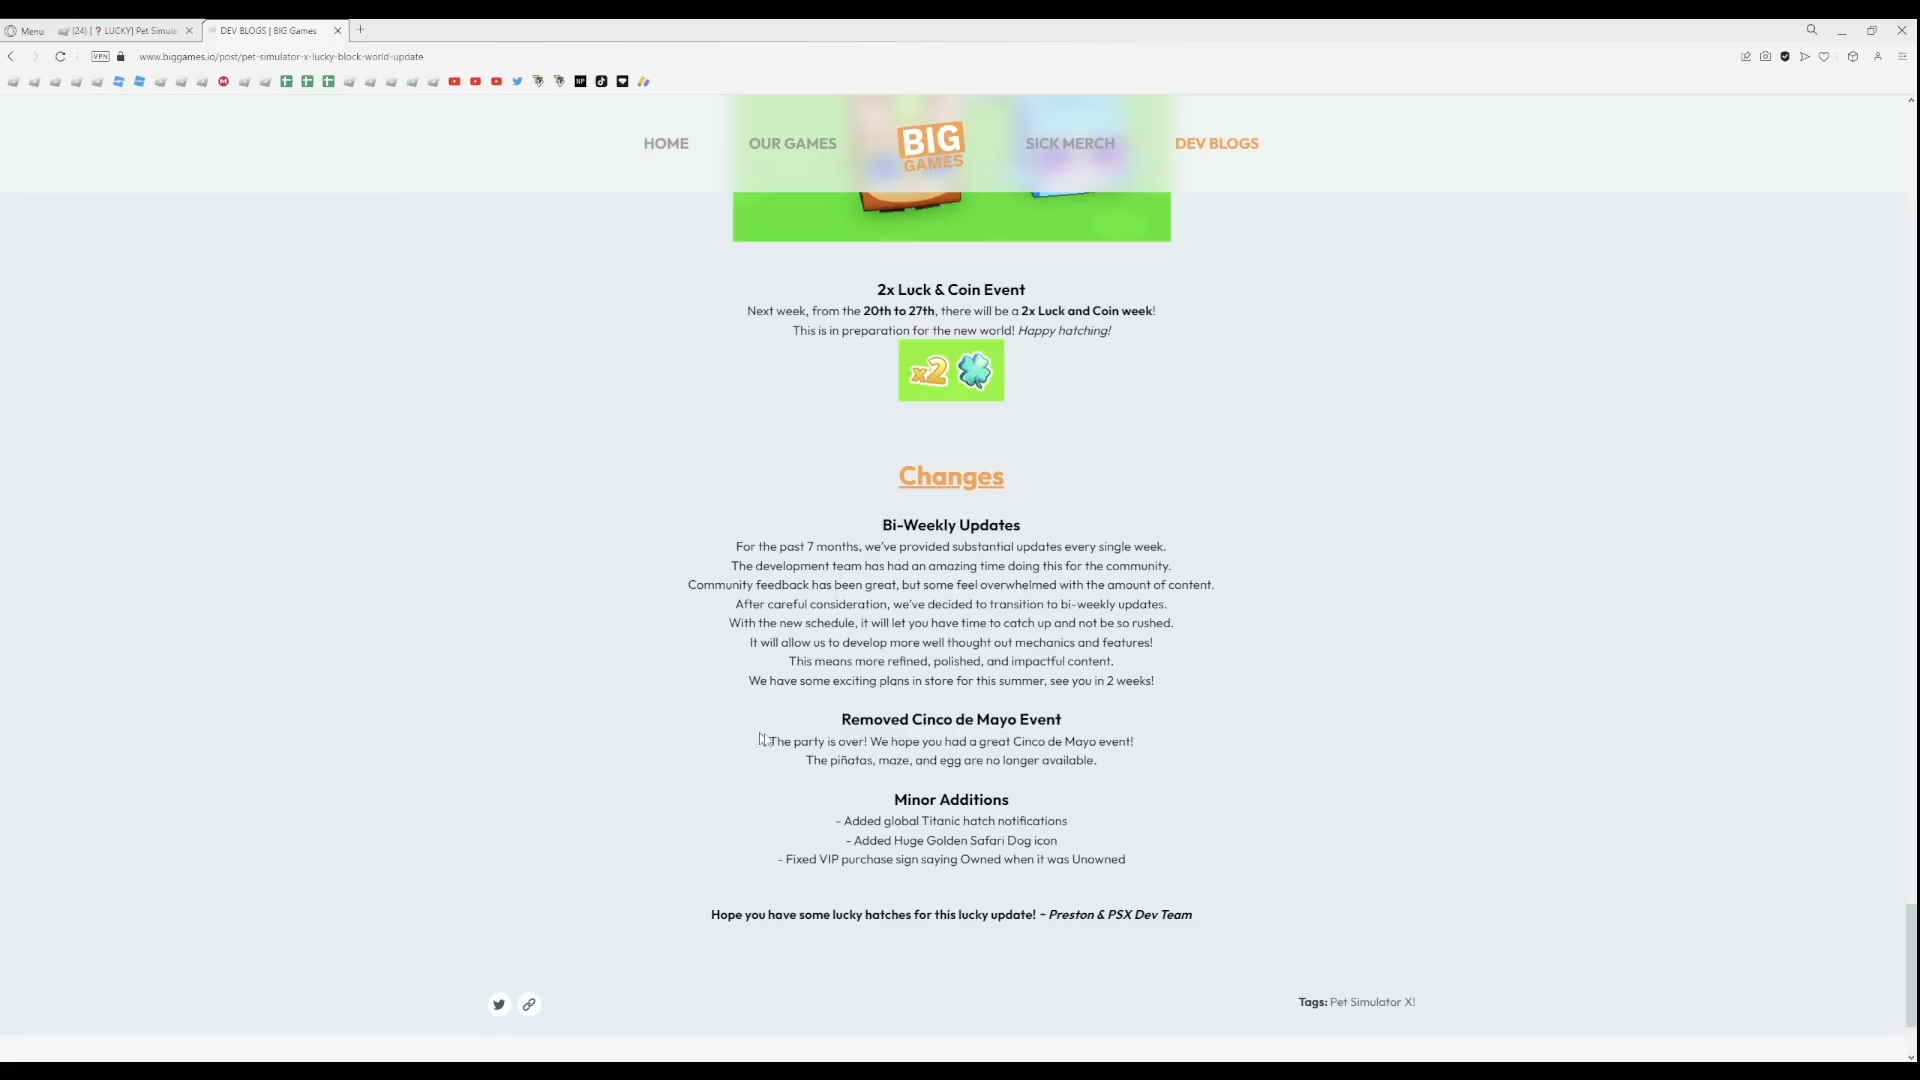 Menu
(24) | ❓ LUCKY] Pet Simula
DEV BLOGS | BIG Games
VPN
www.biggames.io/post/pet-simulator-x-lucky-block-world-update
HOME
OUR GAMES
BIG
GAMES
SICK MERCH
DEV BLOGS
2x Luck & Coin Event
Next week, from the 20th to 27th, there will be a 2x Luck and Coin week!
This is in preparation for the new world! Happy hatching!
x2
Changes
Bi-Weekly Updates
For the past 7 months, we've provided substantial updates every single week.
The development team has had an amazing time doing this for the community.
Community feedback has been great, but some feel overwhelmed with the amount of content.
After careful consideration, we've decided to transition to bi-weekly updates.
With the new schedule, it will let you have time to catch up and not be so rushed.
It will allow us to develop more well thought out mechanics and features!
This means more refined, polished, and impactful content.
We have some exciting plans in store for this summer, see you in 2 weeks!
Removed Cinco de Mayo Event
The party is over! We hope you had a great Cinco de Mayo event!
The piñatas, maze, and egg are no longer available.
Minor Additions
- Added global Titanic hatch notifications
- Added Huge Golden Safari Dog icon
- Fixed VIP purchase sign saying Owned when it was Unowned
Hope you have some lucky hatches for this lucky update! ~ Preston & PSX Dev Team
Tags: Pet Simulator X!